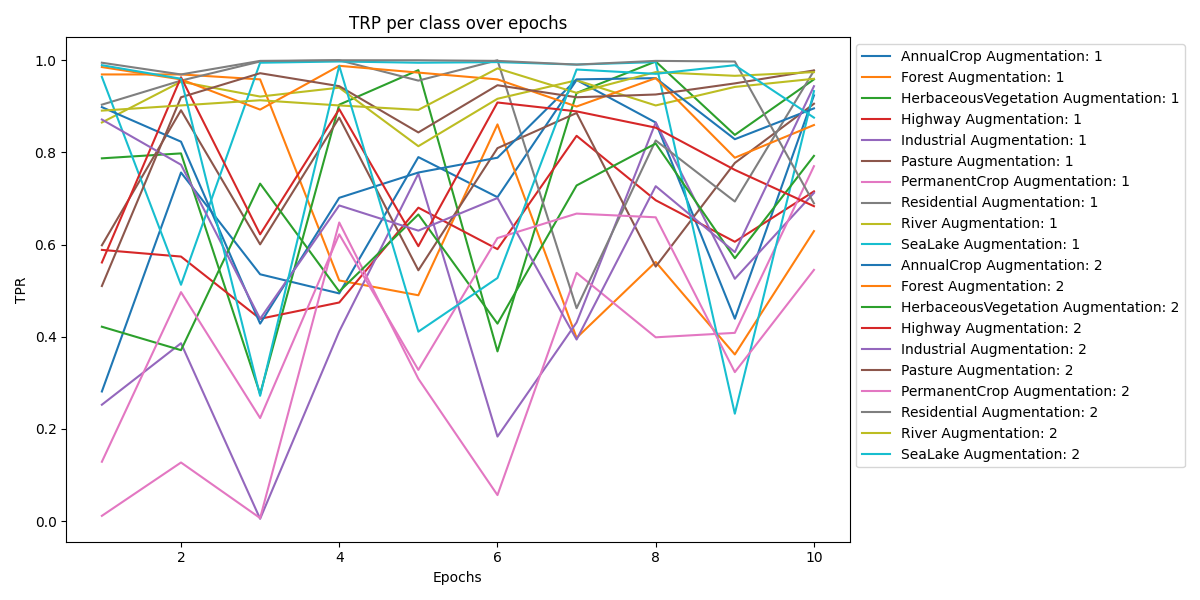 TRP per class over epochs
TPR
1.0
0.8
0.6
0.4
0.2
0.0
2
4
6
8
10
Epochs
AnnualCrop Augmentation: 1
Forest Augmentation: 1
HerbaceousVegetation Augmentation: 1
Highway Augmentation: 1
Industrial Augmentation: 1
Pasture Augmentation: 1
PermanentCrop Augmentation: 1
Residential Augmentation: 1
River Augmentation: 1
SeaLake Augmentation: 1
AnnualCrop Augmentation: 2
Forest Augmentation: 2
HerbaceousVegetation Augmentation: 2
Highway Augmentation: 2
Industrial Augmentation: 2
Pasture Augmentation: 2
PermanentCrop Augmentation: 2
Residential Augmentation: 2
River Augmentation: 2
SeaLake Augmentation: 2